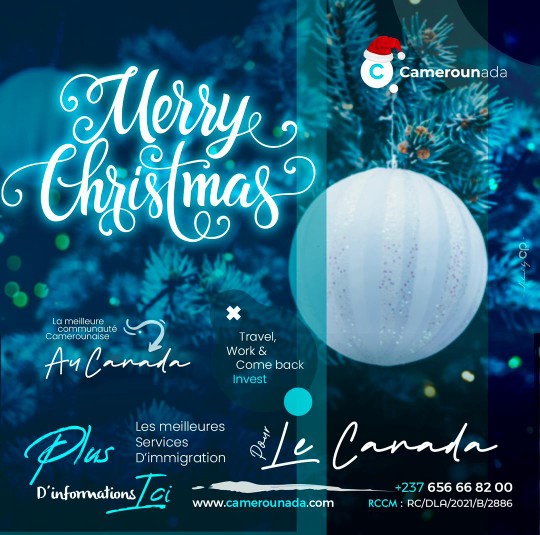 Merry
Christmas
C Camerounada
La meilleure
communauté
Camerounaise
Au Canada
Travel,
Work &
Come back
Invest
Plus
D'informations Ici
Les meilleures
Services
D'immigration
Pour
Le Canada
www.camerounada.com
+237 656 66 82 00
RCCM : RC/DLA/2021/B/2886